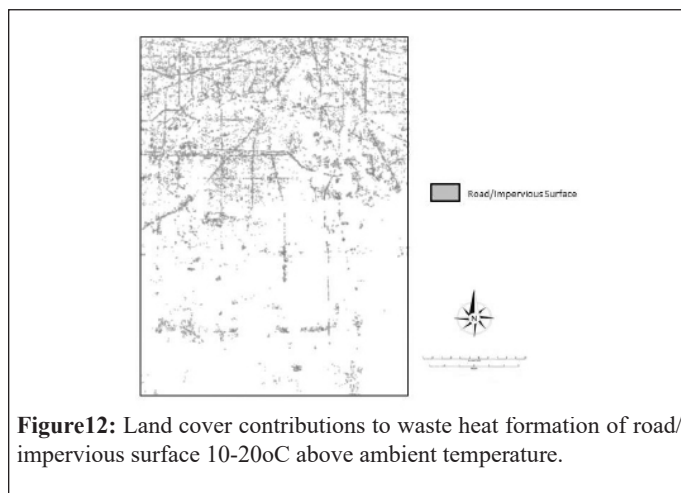 Road/Impervious Surface
N
Figure12: Land cover contributions to waste heat formation of road/
impervious surface 10-20oC above ambient temperature.